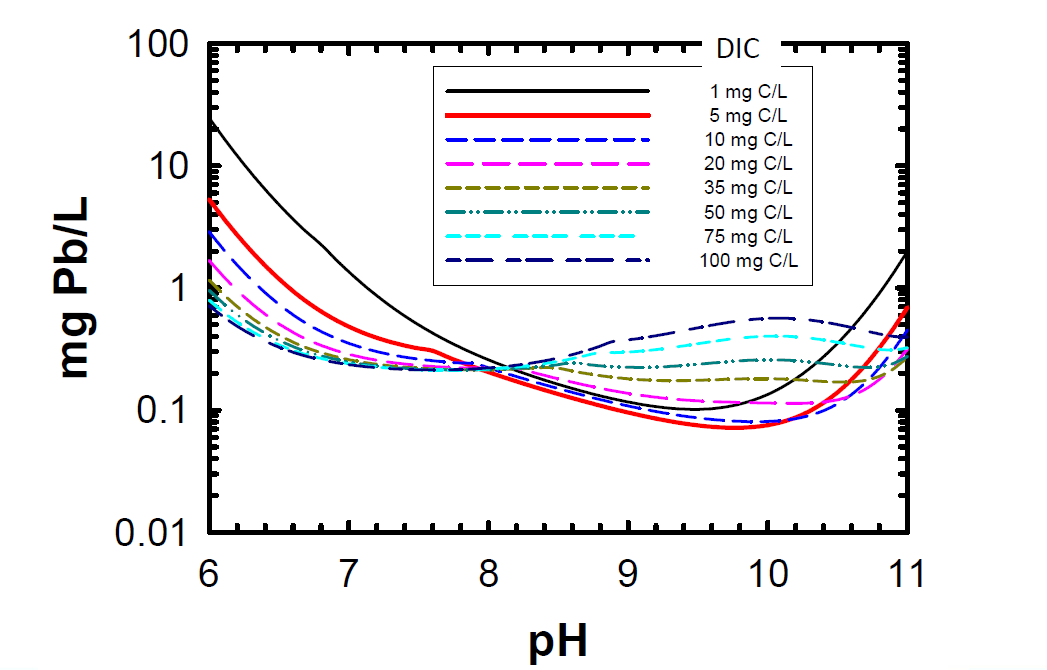 100
10
1
0.1
0.01
mg Pb/L
DIC
1 mg C/L
5 mg C/L
10 mg C/L
20 mg C/L
35 mg C/L
50 mg C/L
75 mg C/L
100 mg C/L
6 7 8 9 10 11
pH